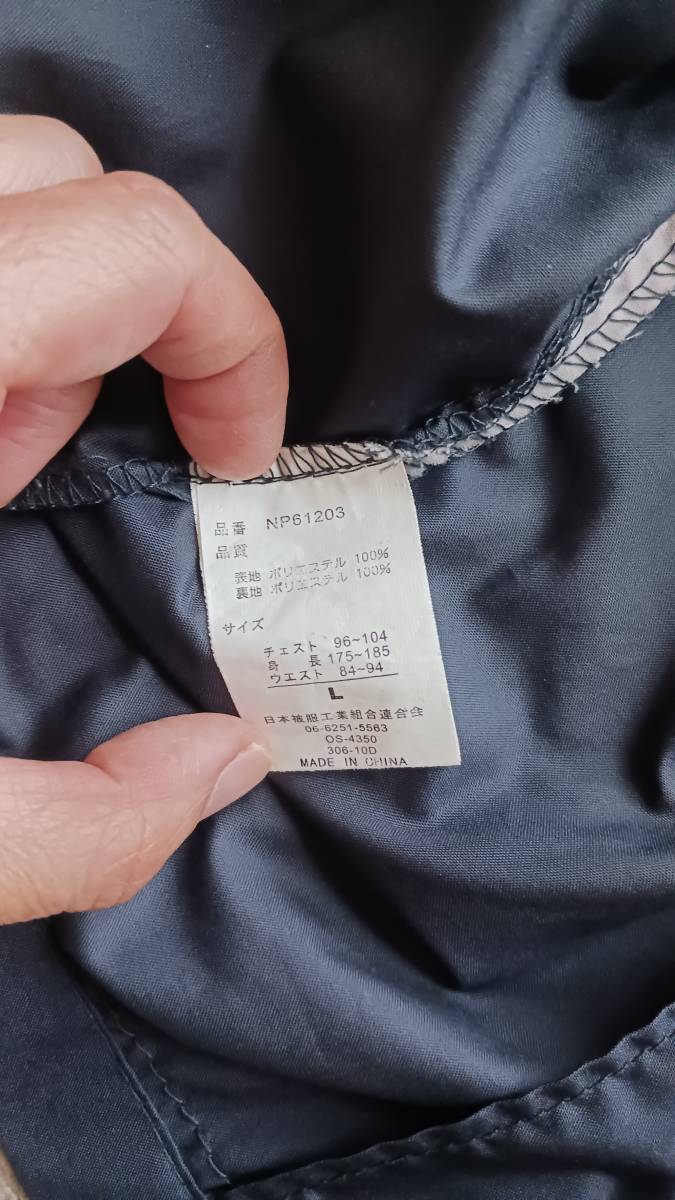 品番 NP61203
品質
表地 ポリエステル 100%
裏地 ポリエステル 100%
サイズ
チェスト 96~104
身 長 175~185
ウエスト 84~94
L
日本被服工業組合連合会
06-6251-5563
OS-4350
306-10D
MADE IN CHINA